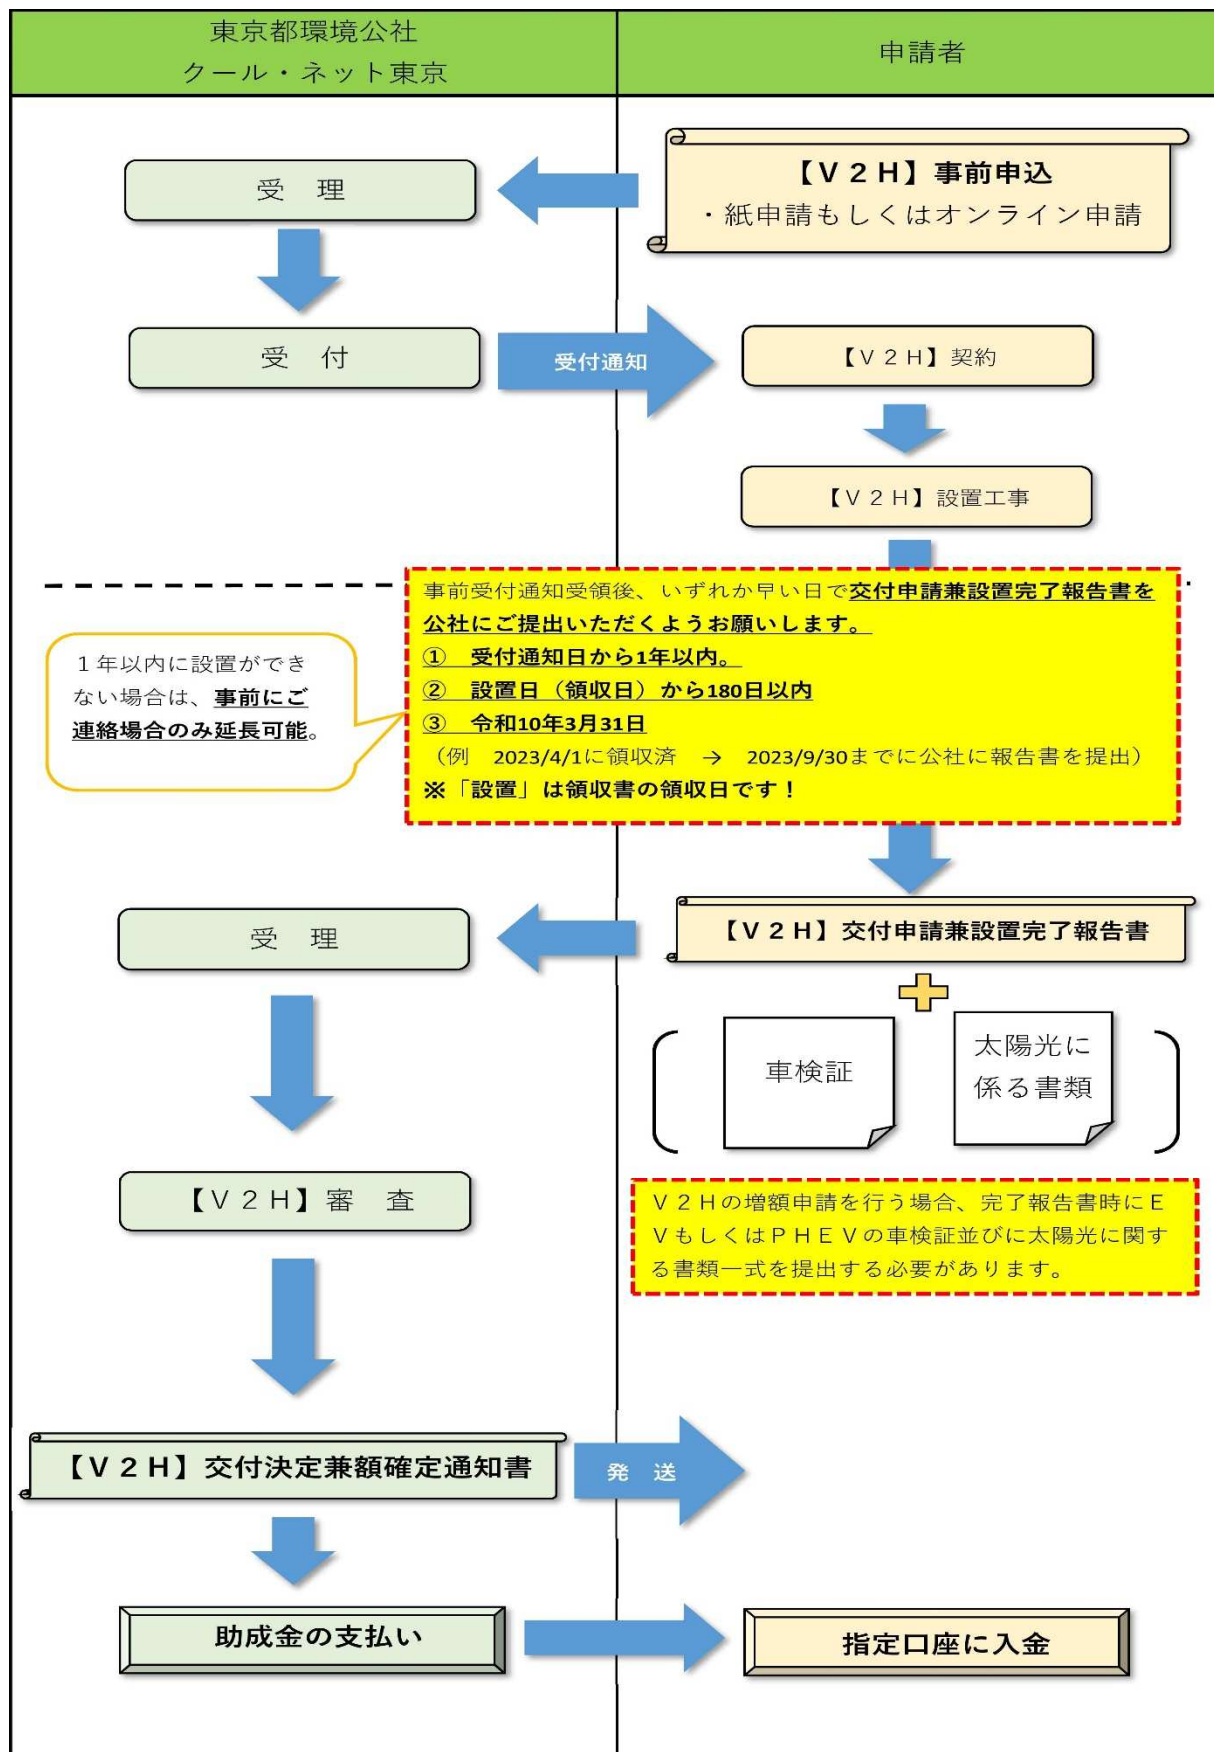 東京都環境公社
クール・ネット東京
申請者
【V2H】事前申込
・紙申請もしくはオンライン申請
受 理
受 付
受付通知
【V2H】契約
【V2H】設置工事
事前受付通知受領後、いずれか早い日で交付申請兼設置完了報告書を
公社にご提出いただくようお願いします。
① 受付通知日から1年以内。
② 設置日（領収日）から180日以内
③ 令和10年3月31日
（例 2023/4/1に領収済 → 2023/9/30までに公社に報告書を提出）
※「設置」は領収書の領収日です！
１年以内に設置ができ
ない場合は、事前にご
連絡場合のみ延長可能。
【V2H】交付申請兼設置完了報告書
受 理
車検証
太陽光に
係る書類
【V2H】審 査
V2Hの増額申請を行う場合、完了報告書時にE
VもしくはPHEVの車検証並びに太陽光に関す
る書類一式を提出する必要があります。
【V2H】交付決定兼額確定通知書
発 送
助成金の支払い
指定口座に入金